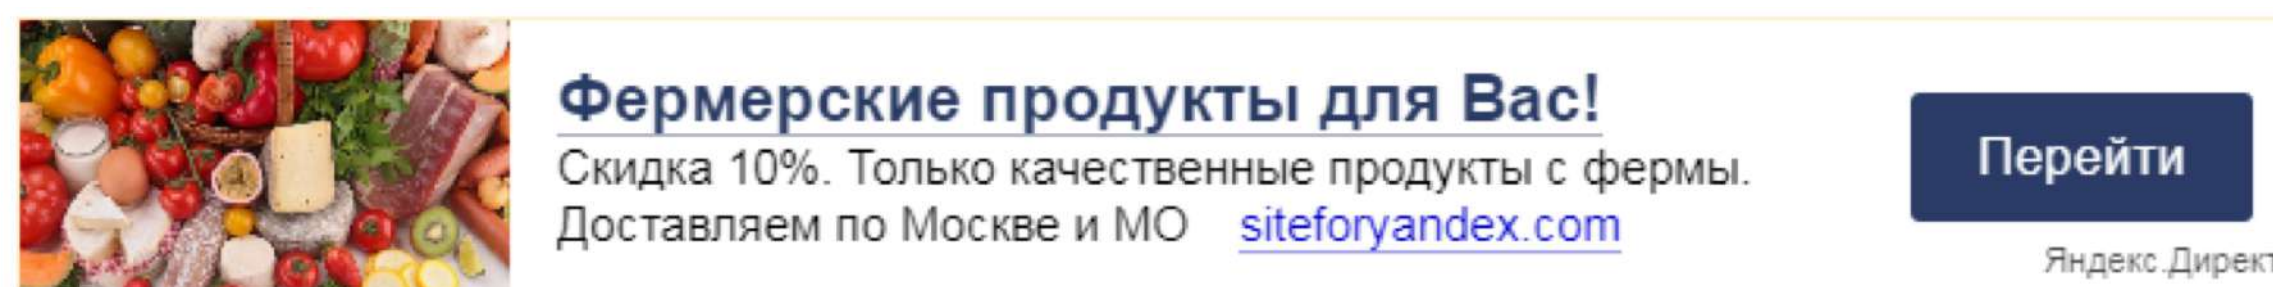 Фермерские продукты для Вас!
Скидка 10%. Только качественные продукты с фермы.
Доставляем по Москве и МО siteforyandex.com
Перейти
Яндекс.Директ